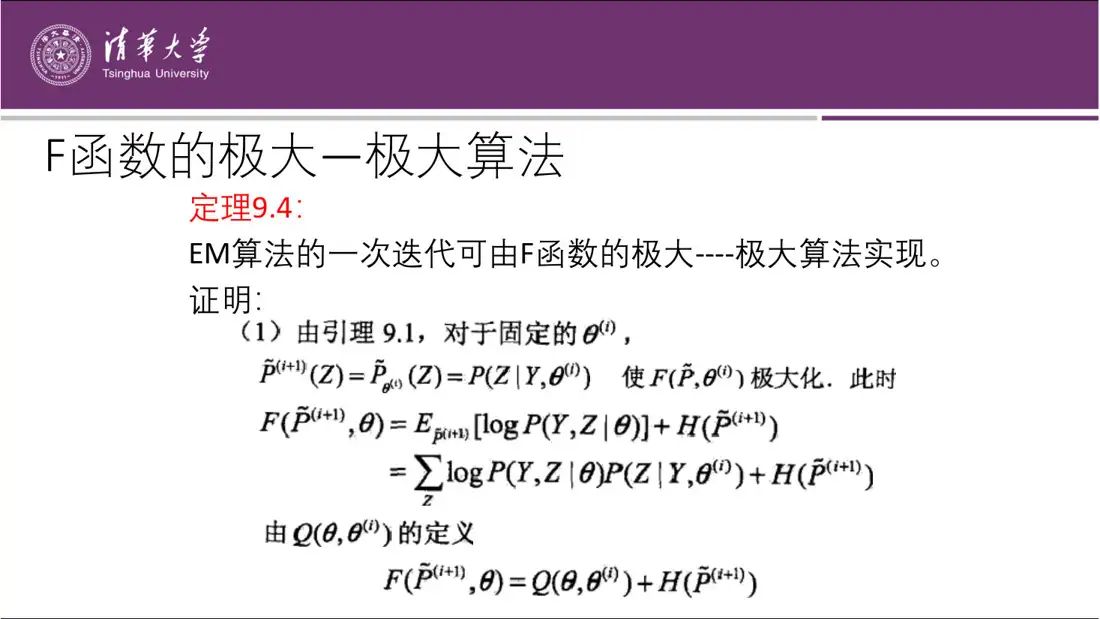 清华大学
Tsinghua University
F函数的极大—极大算法
定理9.4：
EM算法的一次迭代可由F函数的极大----极大算法实现。
证明：
（1）由引理 9.1，对于固定的 θ^(i)，
P̃^(i+1)(Z) = P̃_θ^(i)(Z) = P(Z | Y, θ^(i)) 使 F(P̃, θ^(i)) 极大化．此时
F(P̃^(i+1), θ) = E_P̃^(i+1)[log P(Y, Z | θ)] + H(P̃^(i+1))
= ∑_Z log P(Y, Z | θ)P(Z | Y, θ^(i)) + H(P̃^(i+1))
由 Q(θ, θ^(i)) 的定义
F(P̃^(i+1), θ) = Q(θ, θ^(i)) + H(P̃^(i+1))